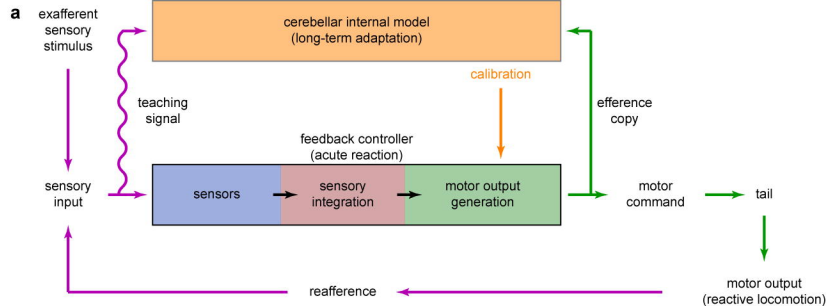 a
exafferent
sensory
stimulus
cerebellar internal model
(long-term adaptation)
teaching
signal
calibration
efference
copy
feedback controller
(acute reaction)
sensory
input
sensors
sensory
integration
motor output
generation
motor
command
tail
reafference
motor output
(reactive locomotion)